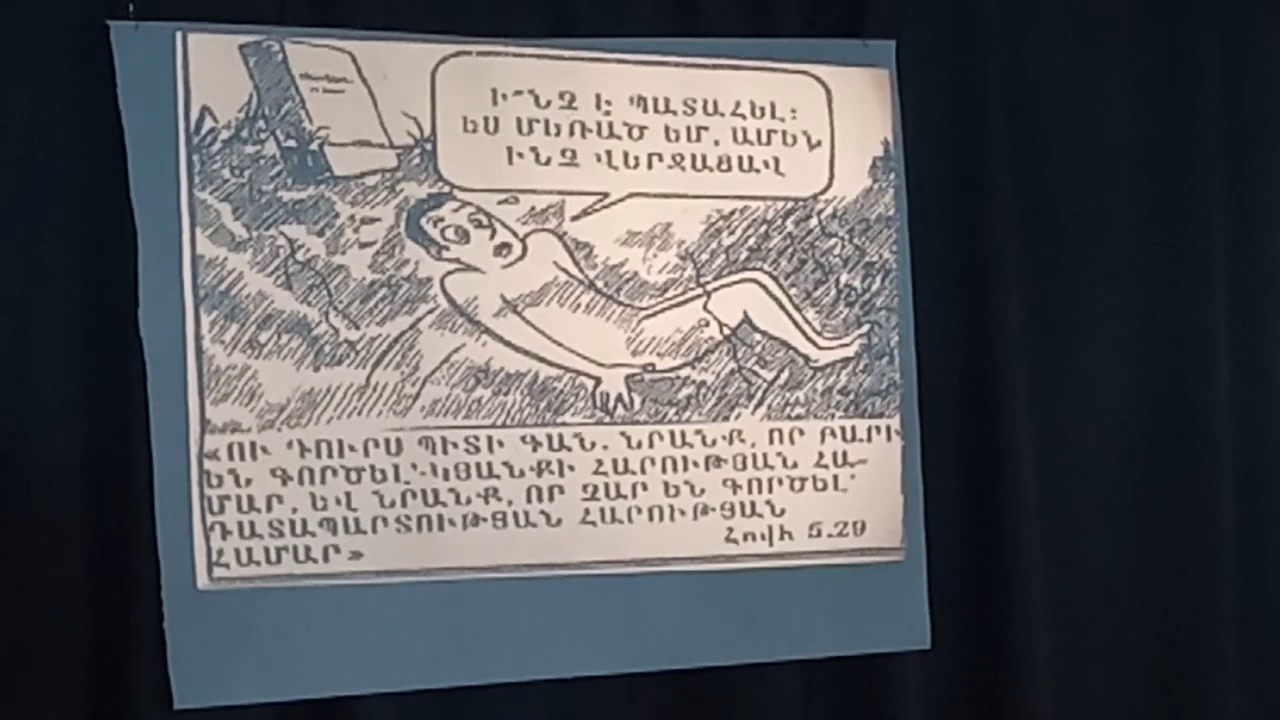 Ի՞ՆՉ Է ՊԱՏԱՀԵԼ:
ԵՍ ՄԵՌԱԾ ԵՄ, ԱՄԵՆ
ԻՆՉ ՎԵՐՋԱՑԱՎ
«ՈՒ ԴՈՒՐՍ ՊԻՏԻ ԳԱՆ. ՆՐԱՆՔ, ՈՐ ԲԱՐԻ
ԵՆ ԳՈՐԾԵԼ՝ ԿՅԱՆՔԻ ՀԱՐՈՒԹՅԱՆ ՀԱ-
ՄԱՐ, ԵՎ ՆՐԱՆՔ, ՈՐ ՉԱՐ ԵՆ ԳՈՐԾԵԼ՝
ԴԱՏԱՊԱՐՏՈՒԹՅԱՆ ՀԱՐՈՒԹՅԱՆ
ՀԱՄԱՐ»
Հովհ 5.29